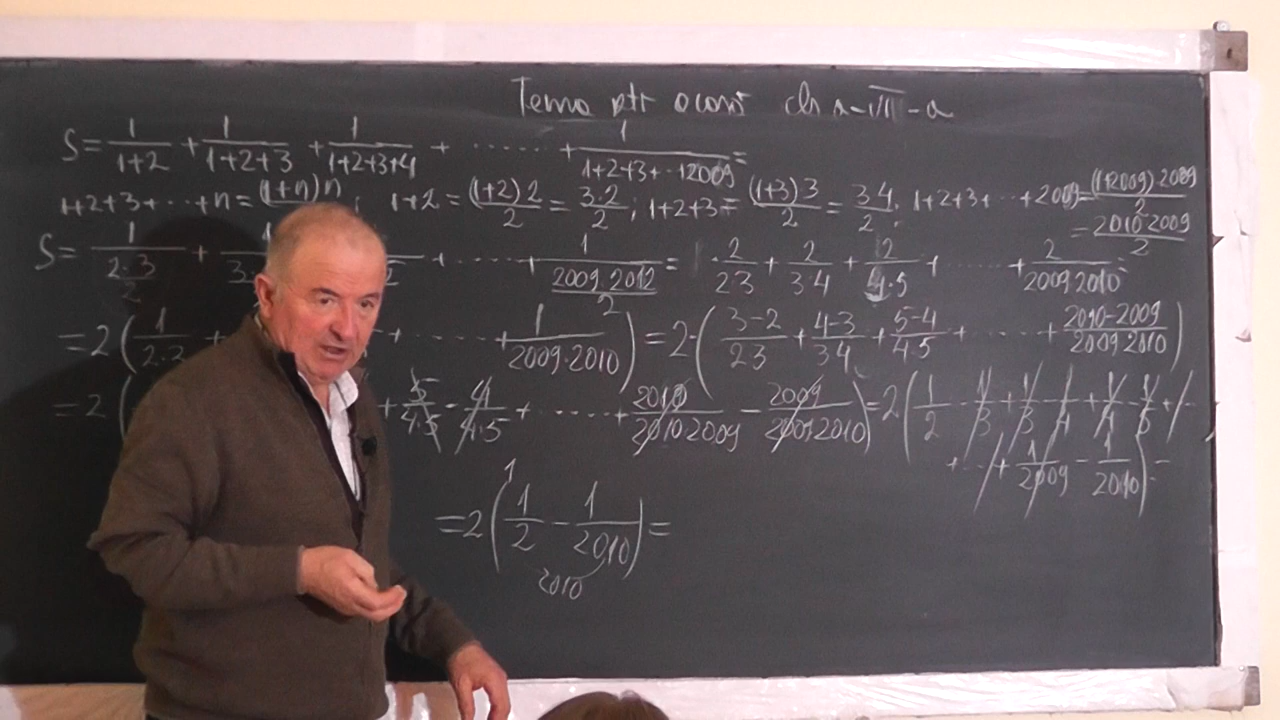 Tema ptr acasă cls a-VI-a
S= 1/(1+2) + 1/(1+2+3) + 1/(1+2+3+4) + ...... + 1/(1+2+3+..+2009) =
1+2+3+...+n = (1+n)n/2 ; 1+2 = (1+2)2/2 = 3·2/2 ; 1+2+3 = (1+3)3/2 = 3·4/2 ; 1+2+3+...+2009 = (1+2009)·2009/2
= 2010·2009/2
S= 1/(2·3/2) + 1/(3. + ...... + 1/(2009·2012/2) = 2/(2·3) + 2/(3·4) + 2/(4·5) + ...... + 2/(2009·2010) =
=2(1/(2·3) + + ...... + 1/(2009·2010)) = 2·((3-2)/(2·3) + (4-3)/(3·4) + (5-4)/(4·5) + ...... + (2010-2009)/(2009·2010))
=2( + 5/(4·5) - 4/(4·5) + ...... + 2010/(2010·2009) - 2009/(2009·2010)) = 2(1/2 - 1/3 + 1/3 - 1/4 + 1/4 - 1/5 + -
+...+ 1/2009 - 1/2010) =
=2(1/2 - 1/2010) =
2010